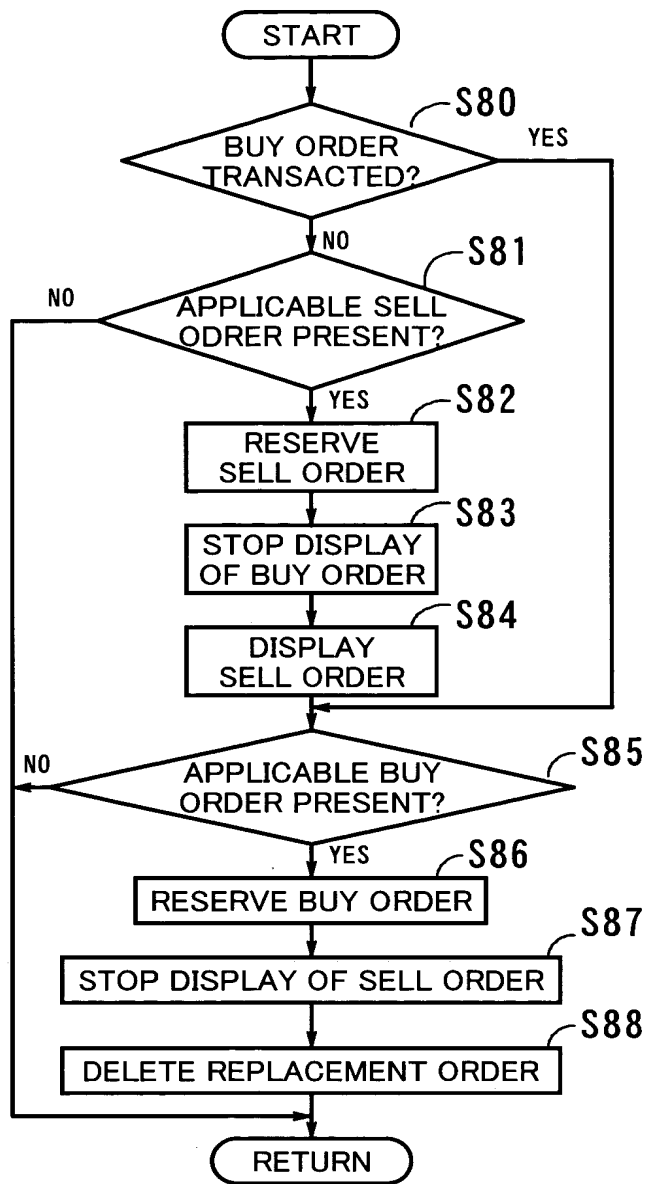 START
S80
BUY ORDER
TRANSACTED?
YES
NO
S81
NO
APPLICABLE SELL
ODRER PRESENT?
YES
S82
RESERVE
SELL ORDER
S83
STOP DISPLAY
OF BUY ORDER
S84
DISPLAY
SELL ORDER
S85
NO
APPLICABLE BUY
ORDER PRESENT?
YES
S86
RESERVE BUY ORDER
S87
STOP DISPLAY OF SELL ORDER
S88
DELETE REPLACEMENT ORDER
RETURN